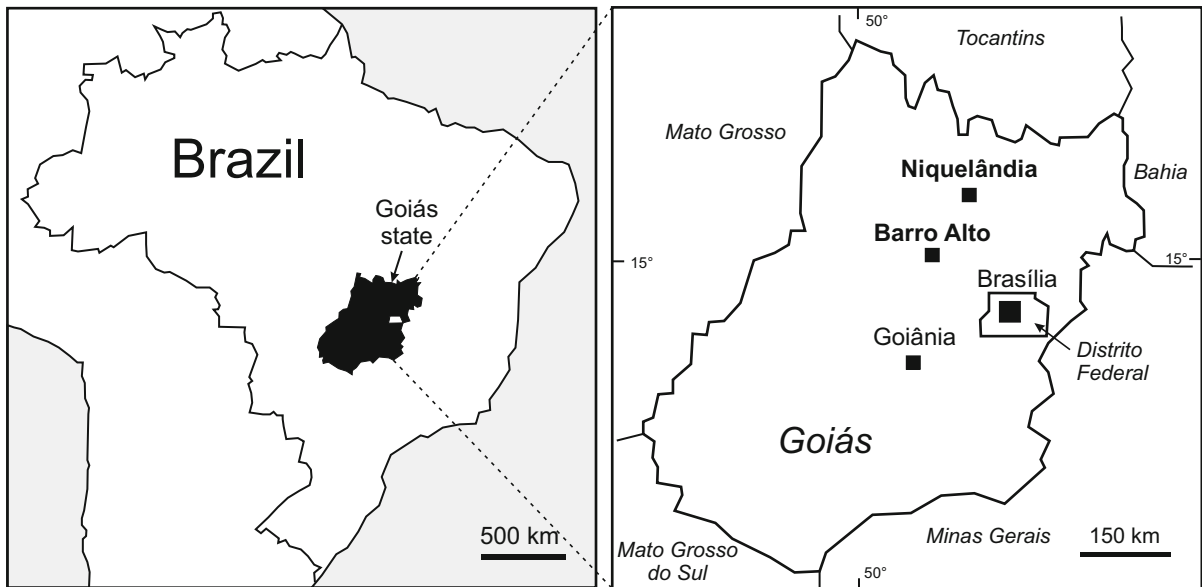 Brazil
Goiás
state
500 km
50°
Tocantins
Mato Grosso
Niquelândia
Bahia
Barro Alto
15°
15°
Brasília
Goiânia
Distrito
Federal
Goiás
Minas Gerais
150 km
Mato Grosso
do Sul
50°